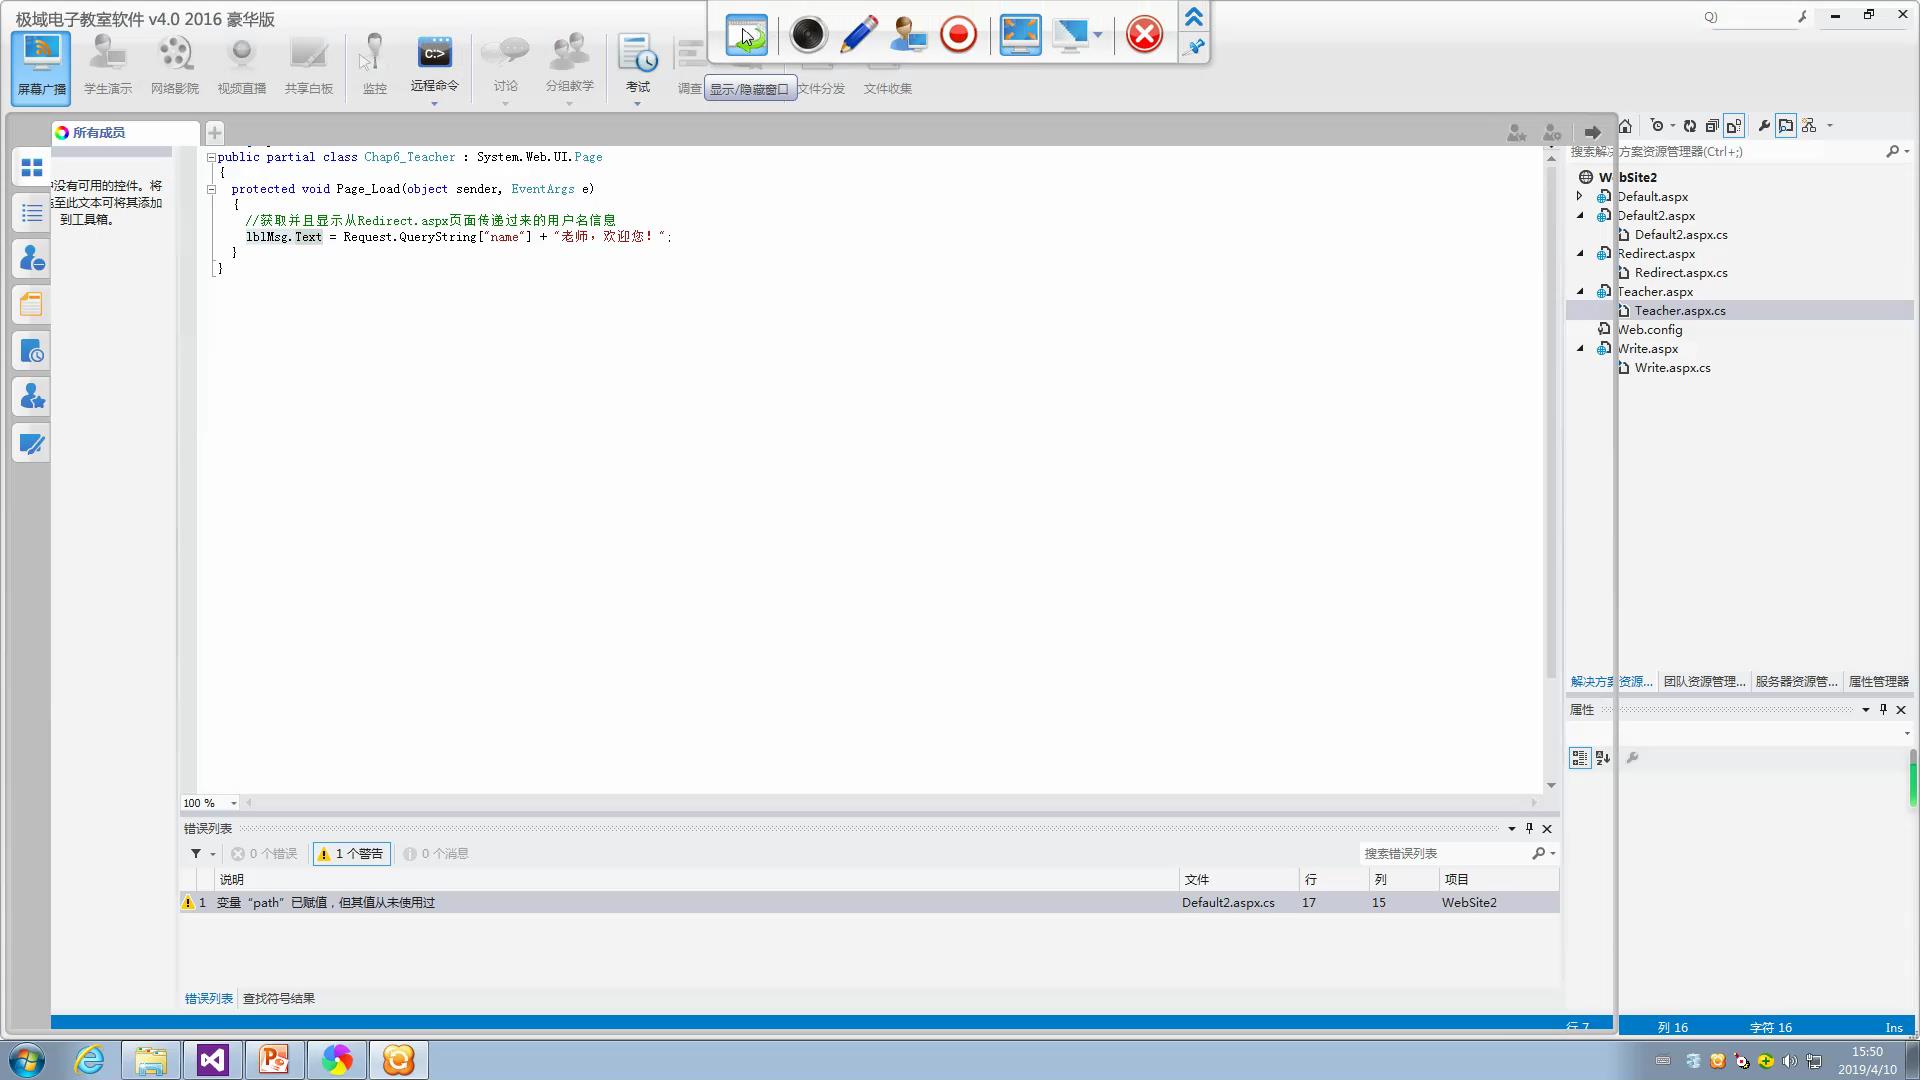 极域电子教室软件 v4.0 2016 豪华版
屏幕广播
学生演示
网络影院
视频直播
共享白板
监控
远程命令
讨论
分组教学
考试
调查
显示/隐藏窗口
文件分发
文件收集
所有成员
没有可用的控件。将
至此文本可将其添加
到工具箱。
public partial class Chap6_Teacher : System.Web.UI.Page
{
protected void Page_Load(object sender, EventArgs e)
{
//获取并且显示从Redirect.aspx页面传递过来的用户名信息
lblMsg.Text = Request.QueryString["name"] + "老师，欢迎您！";
}
}
搜索解决方案资源管理器(Ctrl+;)
WebSite2
Default.aspx
Default2.aspx
Default2.aspx.cs
Redirect.aspx
Redirect.aspx.cs
Teacher.aspx
Teacher.aspx.cs
Web.config
Write.aspx
Write.aspx.cs
解决方案资源...
团队资源管理...
服务器资源管...
属性管理器
属性
100 %
错误列表
0 个错误
1 个警告
0 个消息
搜索错误列表
说明
文件
行
列
项目
1 变量“path”已赋值，但其值从未使用过
Default2.aspx.cs
17
15
WebSite2
错误列表
查找符号结果
行 7
列 16
字符 16
Ins
15:50
2019/4/10